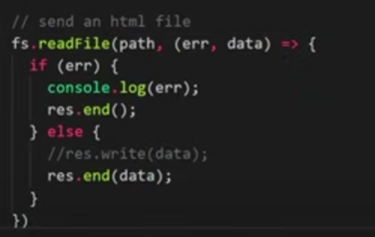 // send an html file
fs.readFile(path, (err, data) => {
if (err) {
console.log(err);
res.end();
} else {
//res.write(data);
res.end(data);
}
})